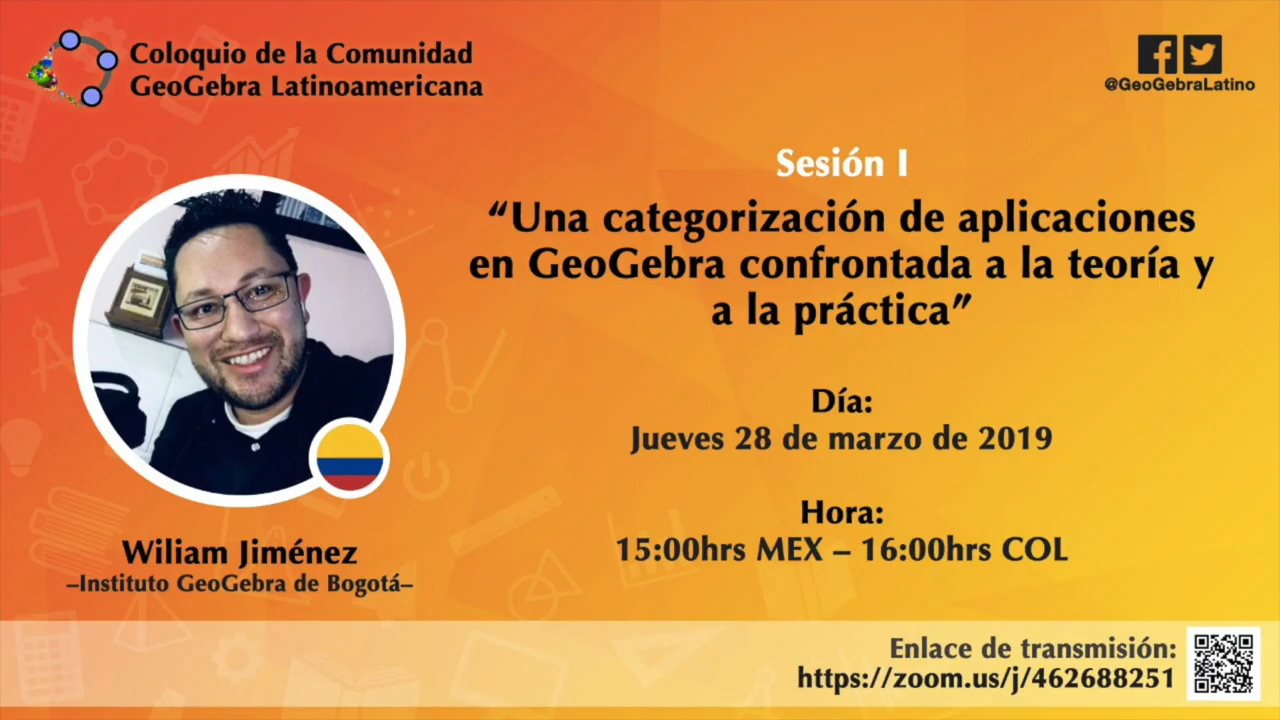 Coloquio de la Comunidad
GeoGebra Latinoamericana
@GeoGebraLatino
Sesión I
“Una categorización de aplicaciones
en GeoGebra confrontada a la teoría y
a la práctica”
Día:
Jueves 28 de marzo de 2019
Hora:
15:00hrs MEX – 16:00hrs COL
Wiliam Jiménez
–Instituto GeoGebra de Bogotá–
Enlace de transmisión:
https://zoom.us/j/462688251